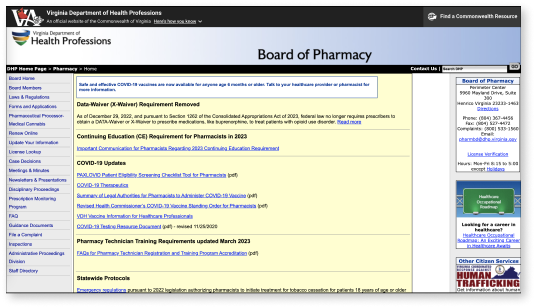 Virginia Department of Health Professions
An official website of the Commonwealth of Virginia Here's how you know
Find a Commonwealth Resource
Virginia Department of
Health Professions
Board of Pharmacy
DHP Home Page > Pharmacy > Home
Contact Us | Search DHP GO
Board Home
Board Members
Laws & Regulations
Forms and Applications
Pharmaceutical Processor-
Medical Cannabis
Renew Online
Update Your Information
License Lookup
Case Decisions
Meetings & Minutes
Newsletters & Presentations
Disciplinary Proceedings
Prescription Monitoring
Program
FAQ
Guidance Documents
File a Complaint
Inspections
Administrative Proceedings
Division
Staff Directory
Safe and effective COVID-19 vaccines are now available for anyone age 6 months or older. Talk to your healthcare provider or pharmacist for
more information.
Data-Waiver (X-Waiver) Requirement Removed
As of December 29, 2022, and pursuant to Section 1262 of the Consolidated Appropriations Act of 2023, federal law no longer requires prescribers to
obtain a DATA-Waiver or X-Waiver to prescribe medications, like buprenorphine, to treat patients with opioid use disorder. Read more
Continuing Education (CE) Requirement for Pharmacists in 2023
Important Communication for Pharmacists Regarding 2023 Continuing Education Requirement
COVID-19 Updates
PAXLOVID Patient Eligibility Screening Checklist Tool for Pharmacists (pdf)
COVID-19 Therapeutics
Summary of Legal Authorities for Pharmacists to Administer COVID-19 Vaccine (pdf)
Revised Health Commissioner's COVID-19 Vaccine Standing Order for Pharmacists (pdf)
VDH Vaccine Information for Healthcare Professionals
COVID-19 Testing Resource Document (pdf) - revised 11/25/2020
Pharmacy Technician Training Requirements updated March 2023
FAQs for Pharmacy Technician Registration and Training Program Accreditation (pdf)
Statewide Protocols
Emergency regulations pursuant to 2022 legislation authorizing pharmacists to initiate treatment for tobacco cessation for patients 18 years of age or older
Board of Pharmacy
Perimeter Center
9960 Mayland Drive, Suite
300
Henrico Virginia 23233-1463
Directions
Phone: (804) 367-4456
Fax: (804) 527-4472
Complaints: (800) 533-1560
Email:
pharmbd@dhp.virginia.gov
License Verification
Hours: Mon-Fri 8:15 to 5:00
except Holidays
Healthcare
Occupational
Roadmap
Looking for a career in
healthcare?
Healthcare Occupational
Roadmap: An Exciting Career
in Healthcare Awaits
Other Citizen Services
HUMAN
TRAFFICKING
Get information about human